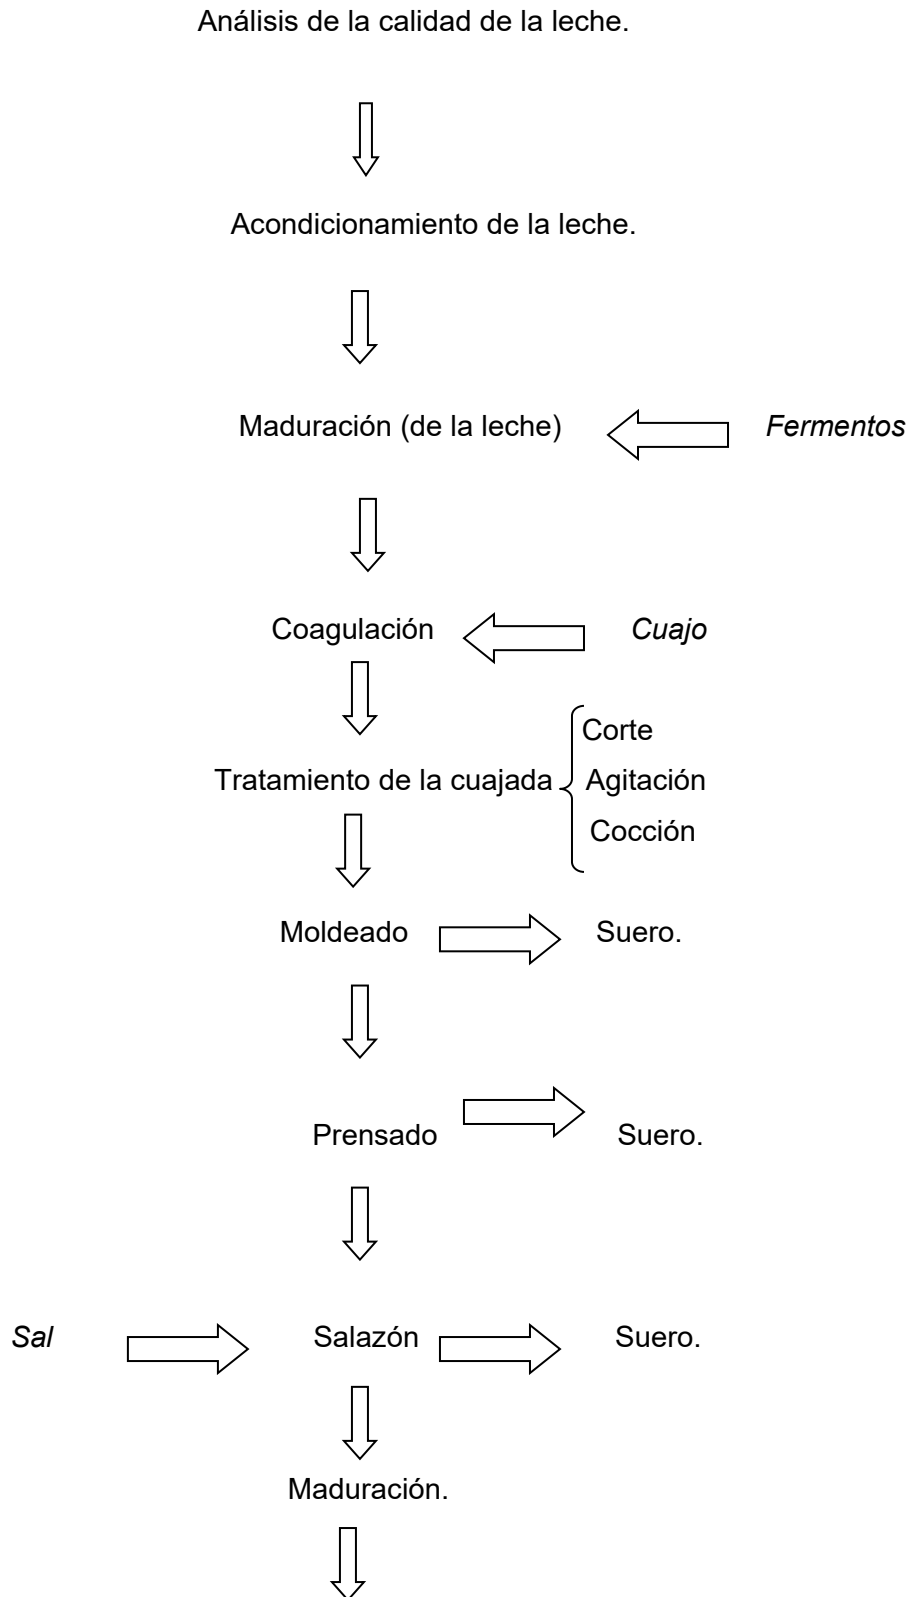 Análisis de la calidad de la leche.
Acondicionamiento de la leche.
Maduración (de la leche) Fermentos
Coagulación Cuajo
Corte
Tratamiento de la cuajada Agitación
Cocción
Moldeado Suero.
Prensado Suero.
Sal Salazón Suero.
Maduración.